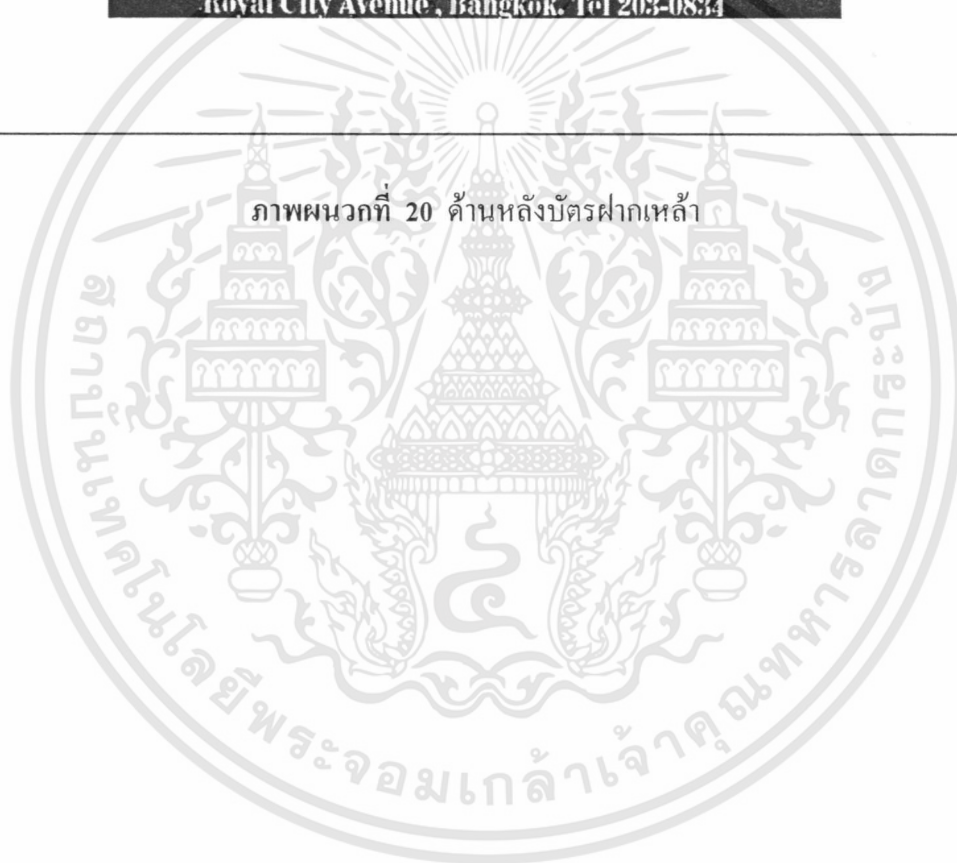 Royal City Avenue , Bangkok. Tel 203-0834
ภาพผนวกที่ 20 ด้านหลังบัตรฝากเหล้า
สถาบันเทคโนโลยีพระจอมเกล้าเจ้าคุณทหารลาดกระบัง
๔